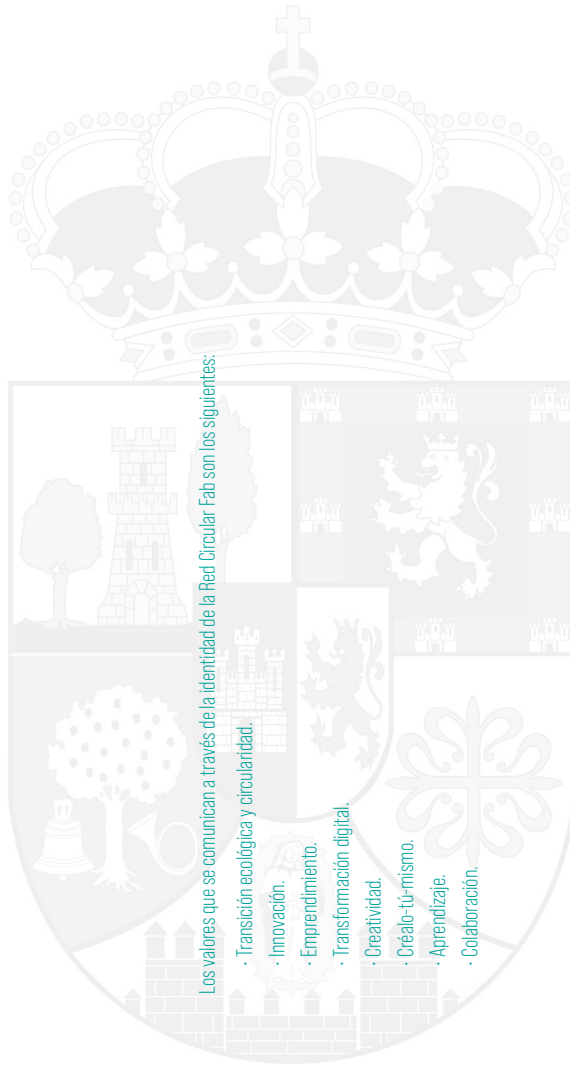 Los valores que se comunican a través de la identidad de la Red Circular Fab son los siguientes:
· Transición ecológica y circularidad.
· Innovación.
· Emprendimiento.
· Transformación digital.
· Creatividad.
· Créalo-tú-mismo.
· Aprendizaje.
· Colaboración.